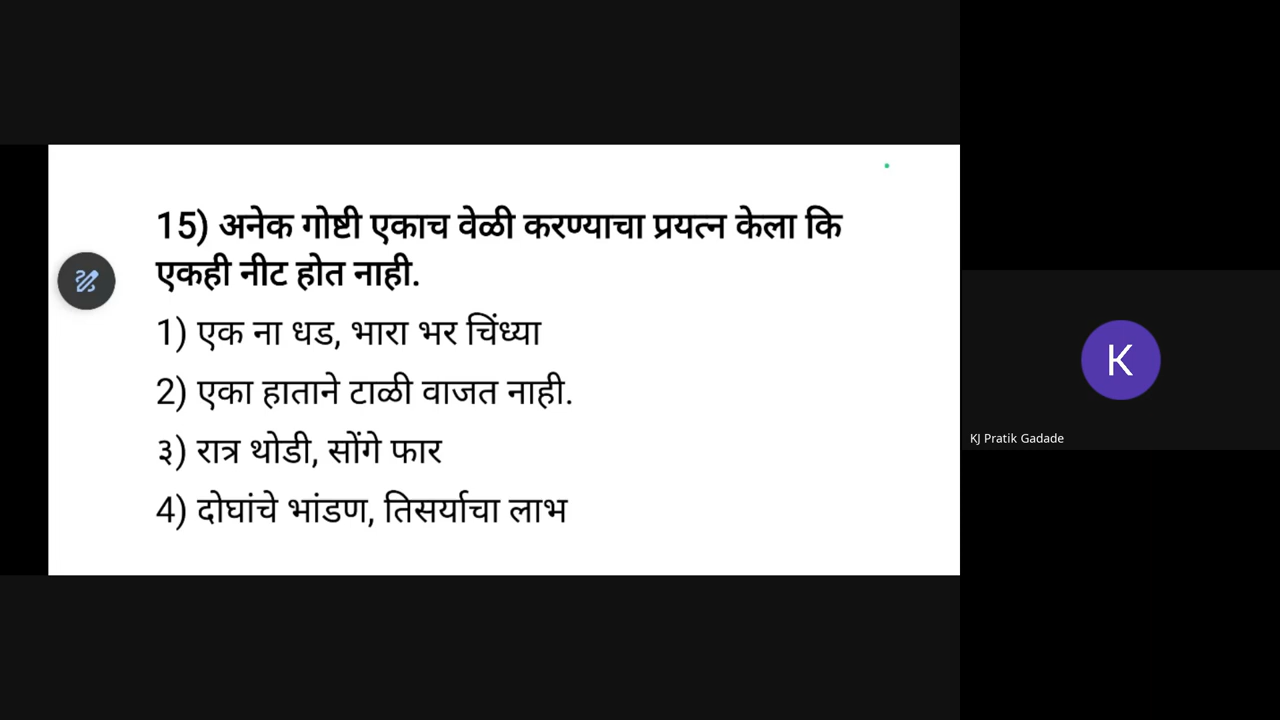 15) अनेक गोष्टी एकाच वेळी करण्याचा प्रयत्न केला कि
एकही नीट होत नाही.
1) एक ना धड, भारा भर चिंध्या
2) एका हाताने टाळी वाजत नाही.
३) रात्र थोडी, सोंगे फार
4) दोघांचे भांडण, तिसर्याचा लाभ
K
KJ Pratik Gadade